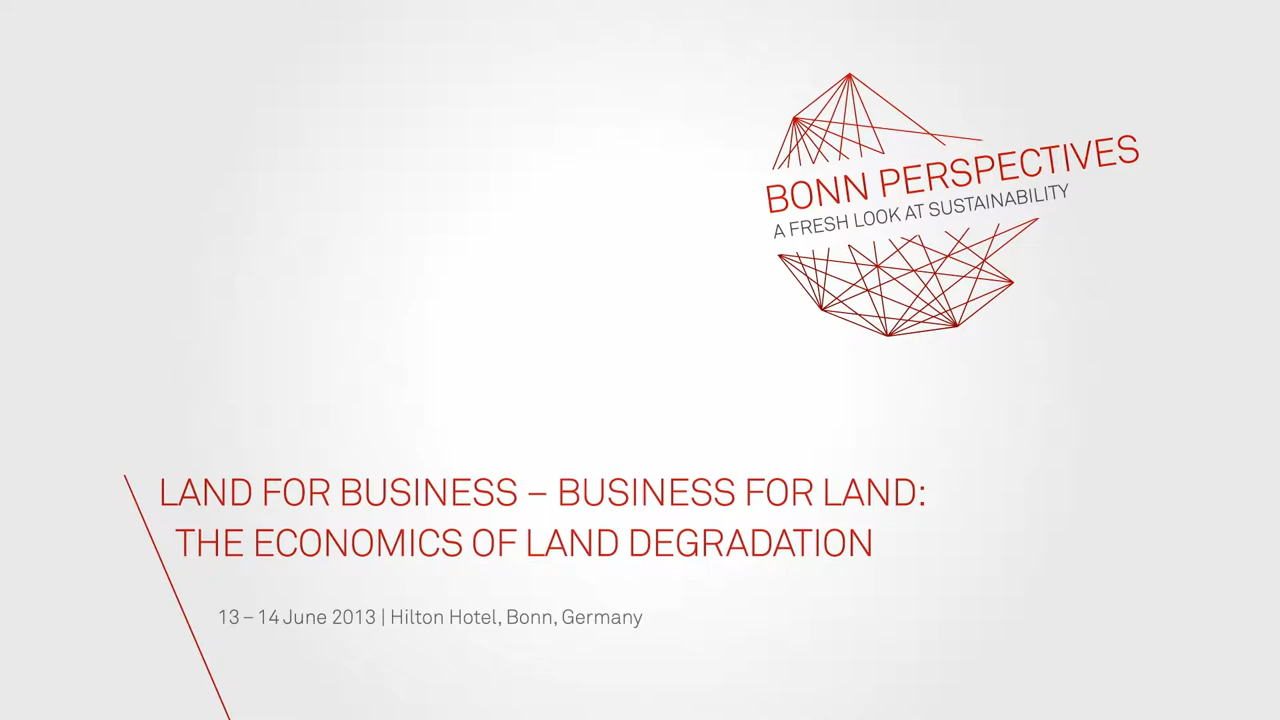 BONN PERSPECTIVES
A FRESH LOOK AT SUSTAINABILITY
LAND FOR BUSINESS – BUSINESS FOR LAND:
THE ECONOMICS OF LAND DEGRADATION
13 – 14 June 2013 | Hilton Hotel, Bonn, Germany